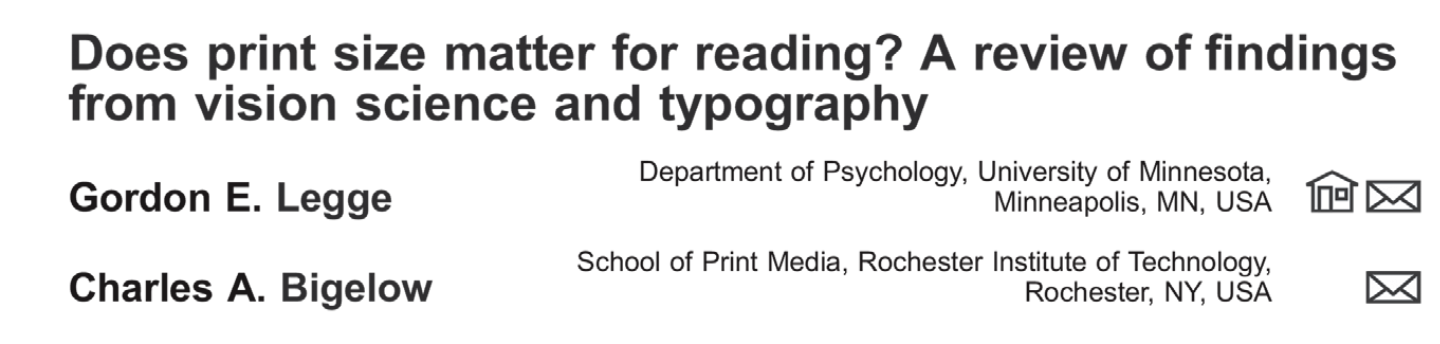 Does print size matter for reading? A review of findings
from vision science and typography
Gordon E. Legge
Department of Psychology, University of Minnesota,
Minneapolis, MN, USA
Charles A. Bigelow
School of Print Media, Rochester Institute of Technology,
Rochester, NY, USA